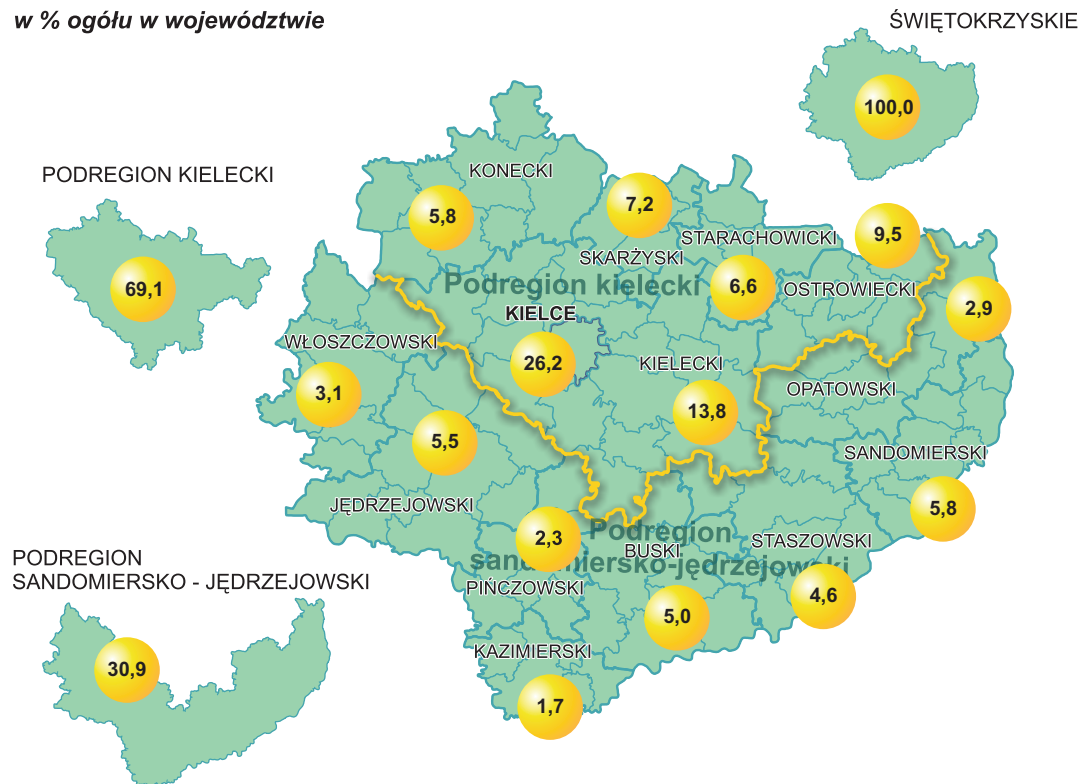 w % ogółu w województwie
ŚWIĘTOKRZYSKIE
100,0
PODREGION KIELECKI
69,1
KONECKI
5,8
7,2
SKARŻYSKI
STARACHOWICKI
6,6
9,5
OSTROWIECKI
2,9
Podregion kielecki
KIELCE
26,2
WŁOSZCZOWSKI
3,1
KIELECKI
13,8
OPATOWSKI
5,5
JĘDRZEJOWSKI
SANDOMIERSKI
5,8
2,3
PIŃCZOWSKI
Podregion
sandomiersko-jędrzejowski
BUSKI
5,0
STASZOWSKI
4,6
KAZIMIERSKI
1,7
PODREGION
SANDOMIERSKO - JĘDRZEJOWSKI
30,9